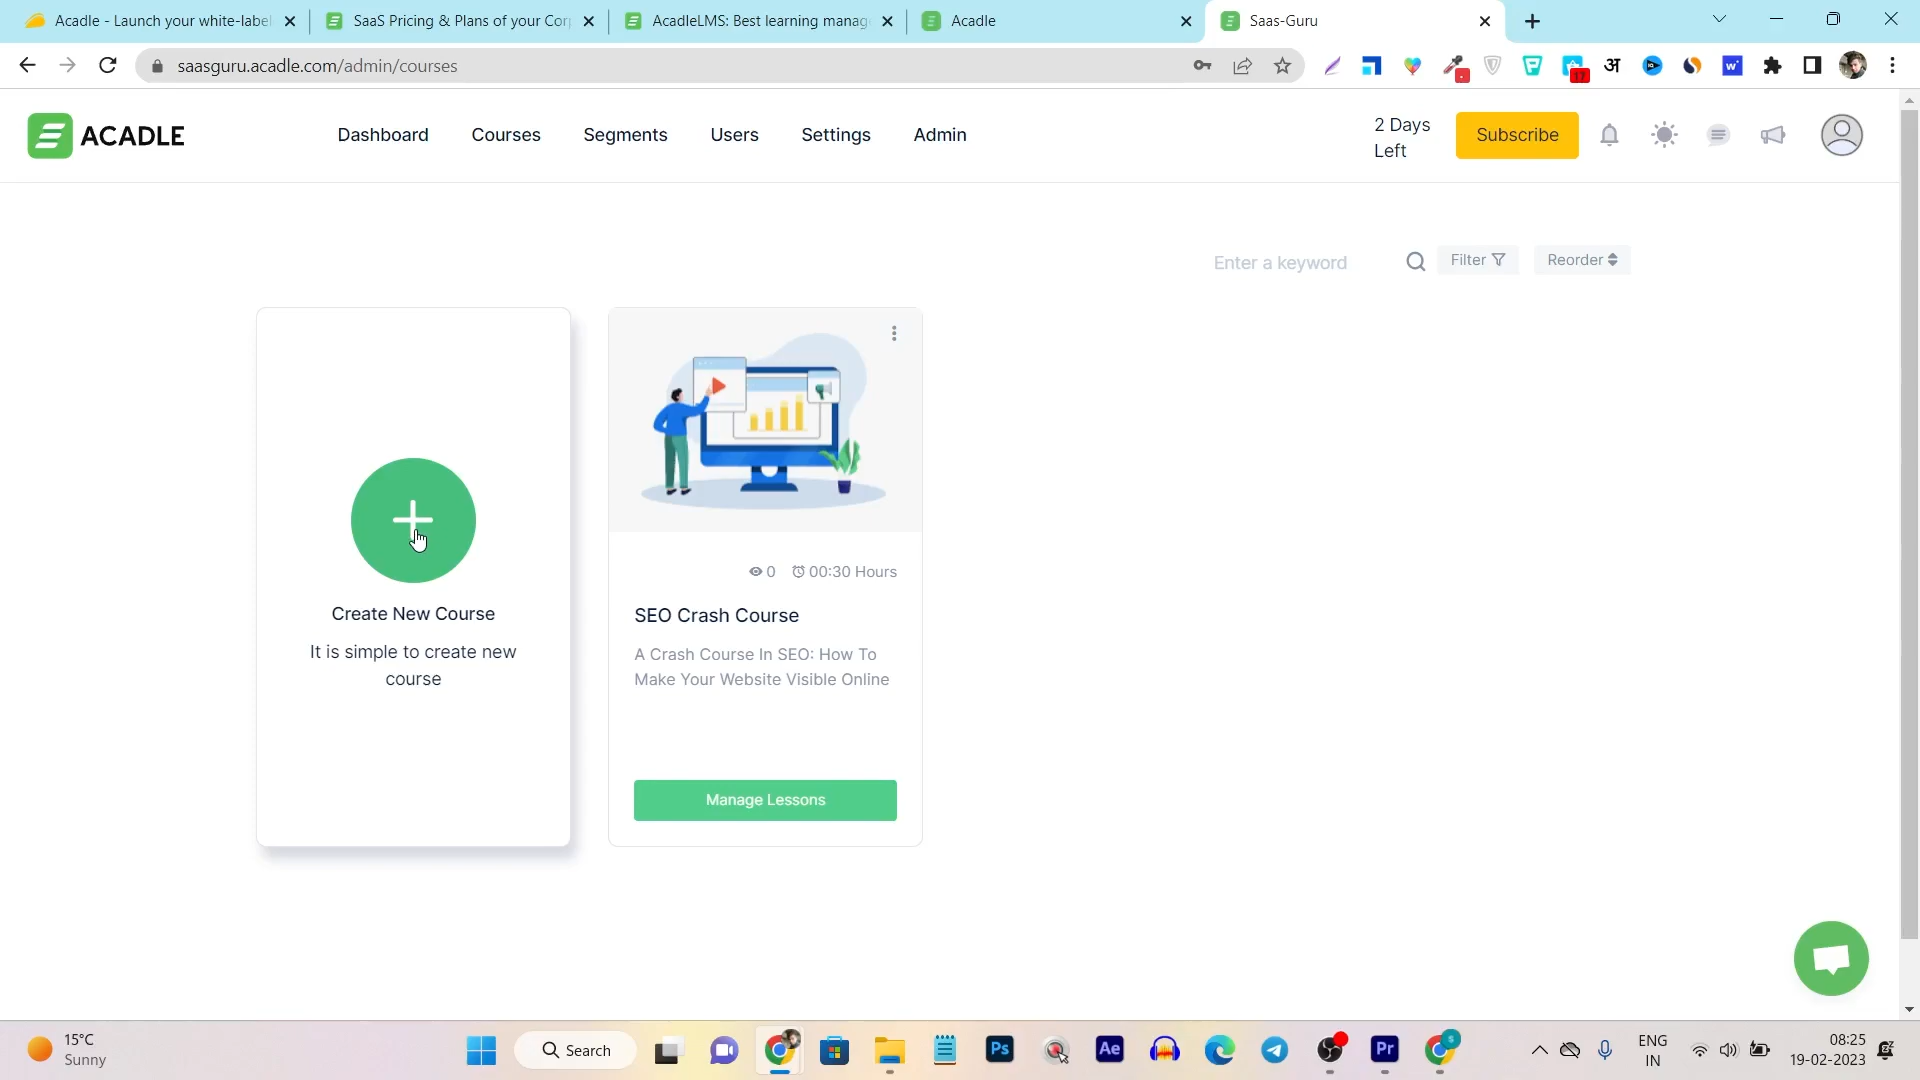 Acadle - Launch your white-label
SaaS Pricing & Plans of your Cor
AcadleLMS: Best learning manag
Acadle
Saas-Guru
saasguru.acadle.com/admin/courses
17
अ
ACADLE
Dashboard
Courses
Segments
Users
Settings
Admin
2 Days
Left
Subscribe
Enter a keyword
Filter
Reorder
Create New Course
It is simple to create new
course
0
00:30 Hours
SEO Crash Course
A Crash Course In SEO: How To
Make Your Website Visible Online
Manage Lessons
15°C
Sunny
Search
Ps
Ae
Pr
ENG
IN
08:25
19-02-2023